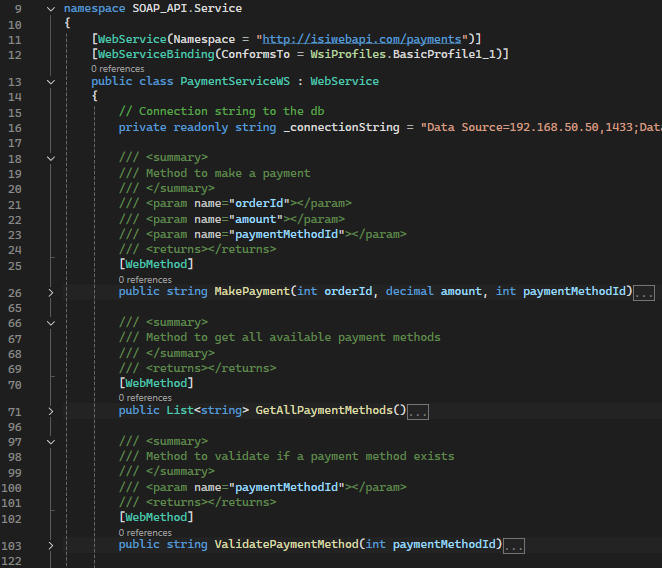 9 namespace SOAP_API.Service
10 {
11 [WebService(Namespace = "http://isiwebapi.com/payments")]
12 [WebServiceBinding(ConformsTo = WsiProfiles.BasicProfile1_1)]
0 references
13 public class PaymentServiceWS : WebService
14 {
15 // Connection string to the db
16 private readonly string _connectionString = "Data Source=192.168.50.50,1433;Dat
17
18 /// <summary>
19 /// Method to make a payment
20 /// </summary>
21 /// <param name="orderId"></param>
22 /// <param name="amount"></param>
23 /// <param name="paymentMethodId"></param>
24 /// <returns></returns>
25 [WebMethod]
0 references
26 public string MakePayment(int orderId, decimal amount, int paymentMethodId)...
65
66 /// <summary>
67 /// Method to get all available payment methods
68 /// </summary>
69 /// <returns></returns>
70 [WebMethod]
0 references
71 public List<string> GetAllPaymentMethods()...
96
97 /// <summary>
98 /// Method to validate if a payment method exists
99 /// </summary>
100 /// <param name="paymentMethodId"></param>
101 /// <returns></returns>
102 [WebMethod]
0 references
103 public string ValidatePaymentMethod(int paymentMethodId)...
122